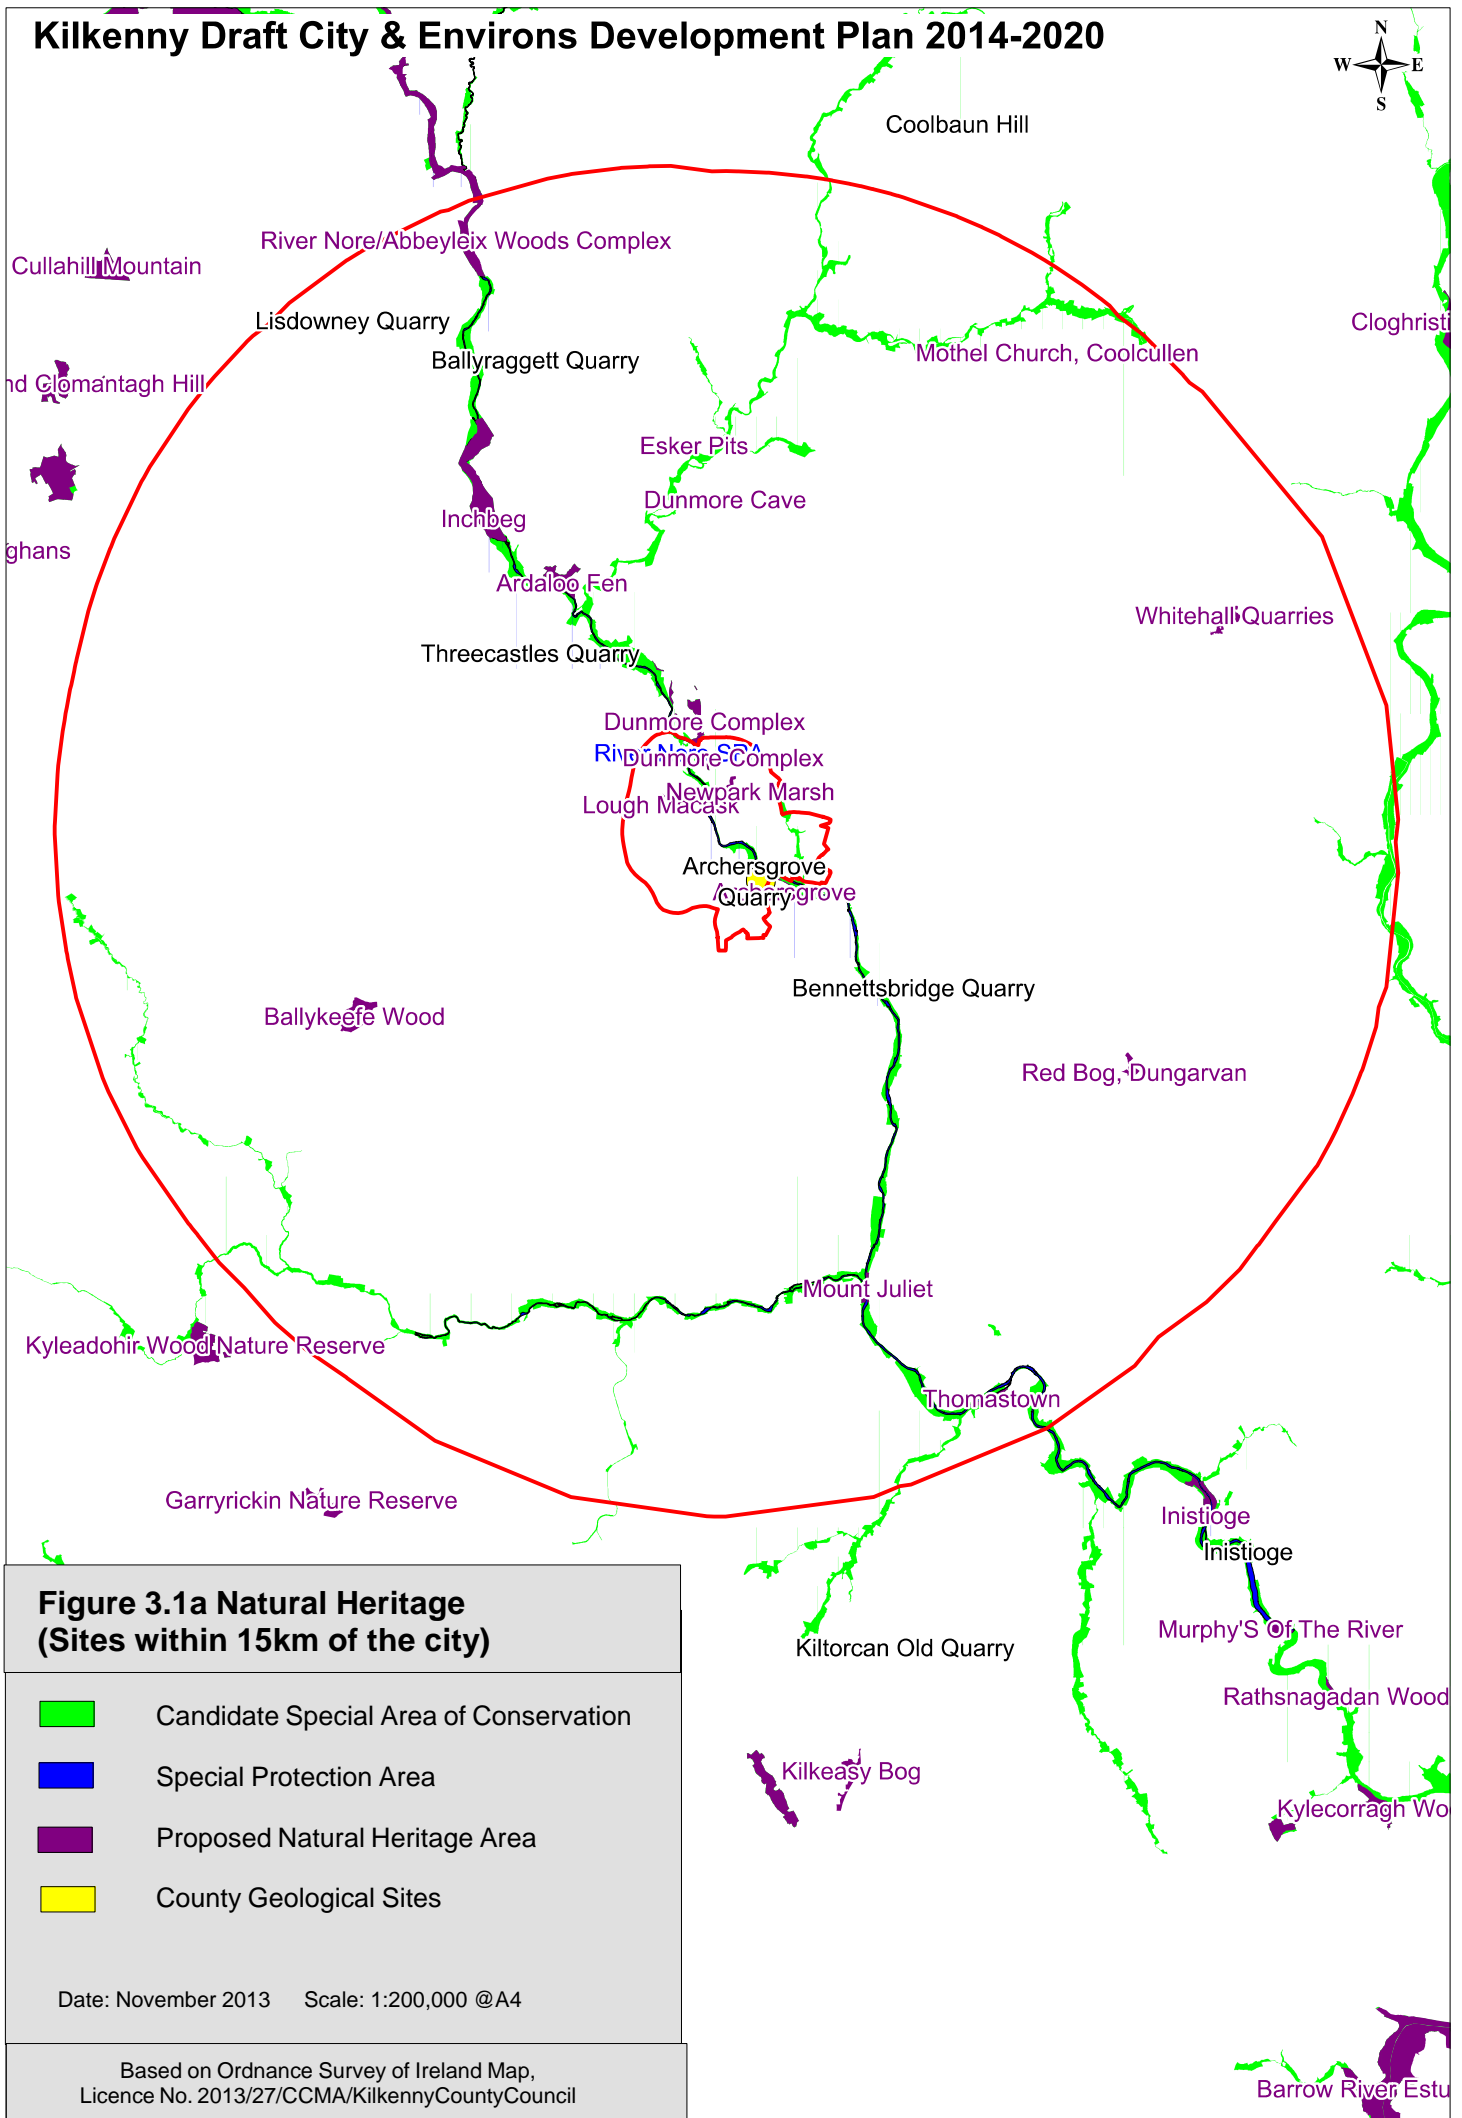 Kilkenny Draft City & Environs Development Plan 2014-2020
N
W E
S
Coolbaun Hill
River Nore/Abbeyleix Woods Complex
Cullahill Mountain
Lisdowney Quarry
Cloghristi
Ballyraggett Quarry
Mothel Church, Coolcullen
nd Clomantagh Hill
Esker Pits
Dunmore Cave
Inchbeg
ghans
Ardaloo Fen
Whitehall Quarries
Threecastles Quarry
Dunmore Complex
River Nore SPA
Dunmore Complex
Newpark Marsh
Lough Macask
Archersgrove
Quarry
Archersgrove
Bennettsbridge Quarry
Ballykeefe Wood
Red Bog, Dungarvan
Mount Juliet
Kyleadohir Wood Nature Reserve
Thomastown
Garryrickin Nature Reserve
Inistioge
Inistioge
Murphy'S Of The River
Kiltorcan Old Quarry
Rathsnagadan Wood
Kilkeasy Bog
Kylecorragh Wo
Barrow River Estu
Figure 3.1a Natural Heritage
(Sites within 15km of the city)
Candidate Special Area of Conservation
Special Protection Area
Proposed Natural Heritage Area
County Geological Sites
Date: November 2013 Scale: 1:200,000 @A4
Based on Ordnance Survey of Ireland Map,
Licence No. 2013/27/CCMA/KilkennyCountyCouncil